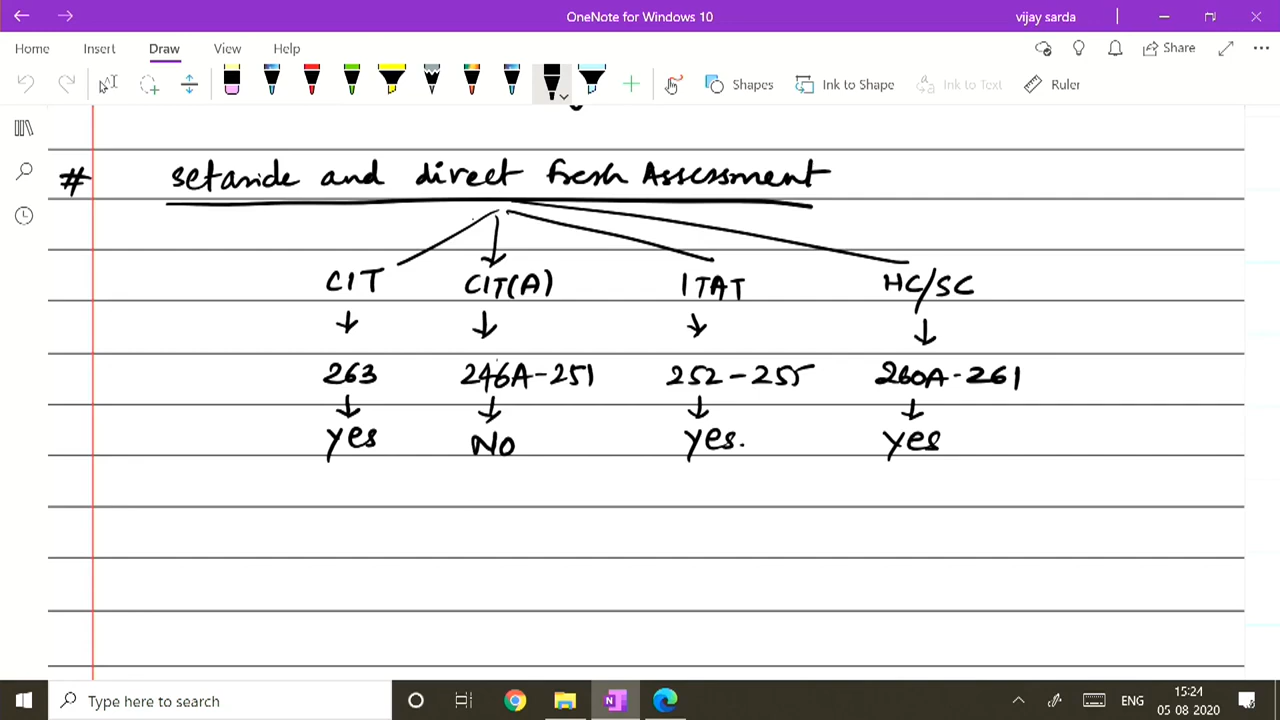 OneNote for Windows 10
vijay sarda
Home Insert Draw View Help
Share
Shapes Ink to Shape Ink to Text Ruler
# setaside and direct fresh Assessment
CIT CIT(A) ITAT HC/SC
263 246A-251 252-255 260A-261
Yes No Yes. Yes
Type here to search
ENG
15:24
05-08-2020